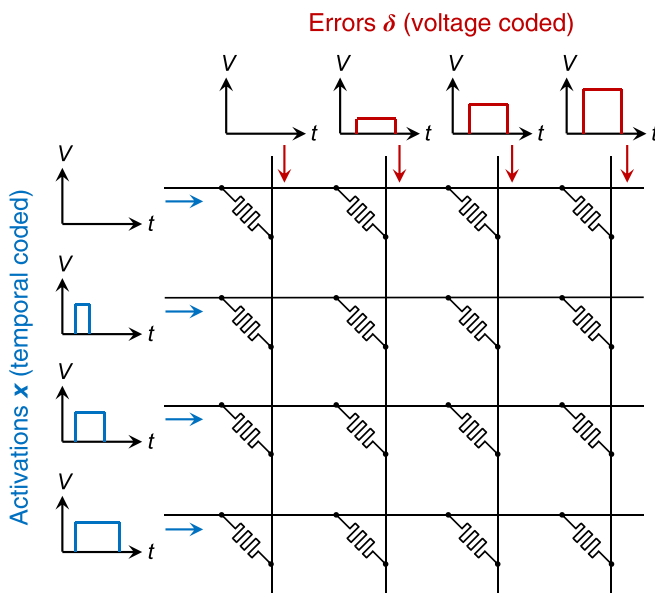 Errors δ (voltage coded)
V
t
V
t
V
t
V
t
Activations x (temporal coded)
V
t
V
t
V
t
V
t